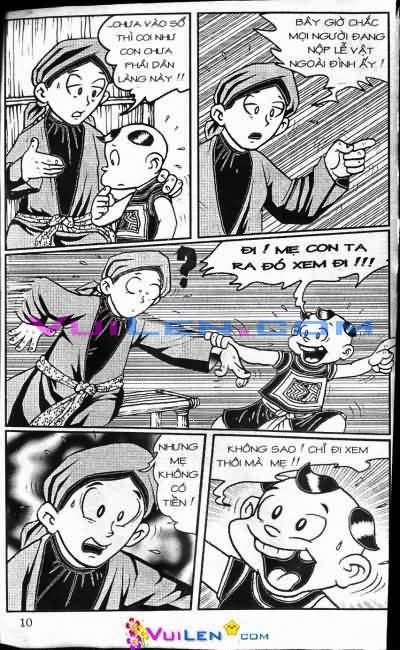 ..CHƯA VÀO SỔ
THÌ COI NHƯ
CON CHƯA
PHẢI DÂN
LÀNG NÀY !!
BÂY GIỜ CHẮC
MỌI NGƯỜI ĐANG
NỘP LỄ VẬT
NGOÀI ĐÌNH ẤY !
?
ĐI ! MẸ CON TA
RA ĐÓ XEM ĐI !!!
VUILEN.COM
NHƯNG
MẸ
KHÔNG
CÓ
TIỀN !
KHÔNG SAO ! CHỈ ĐI XEM
THÔI MÀ MẸ !!
10
VUILEN.COM